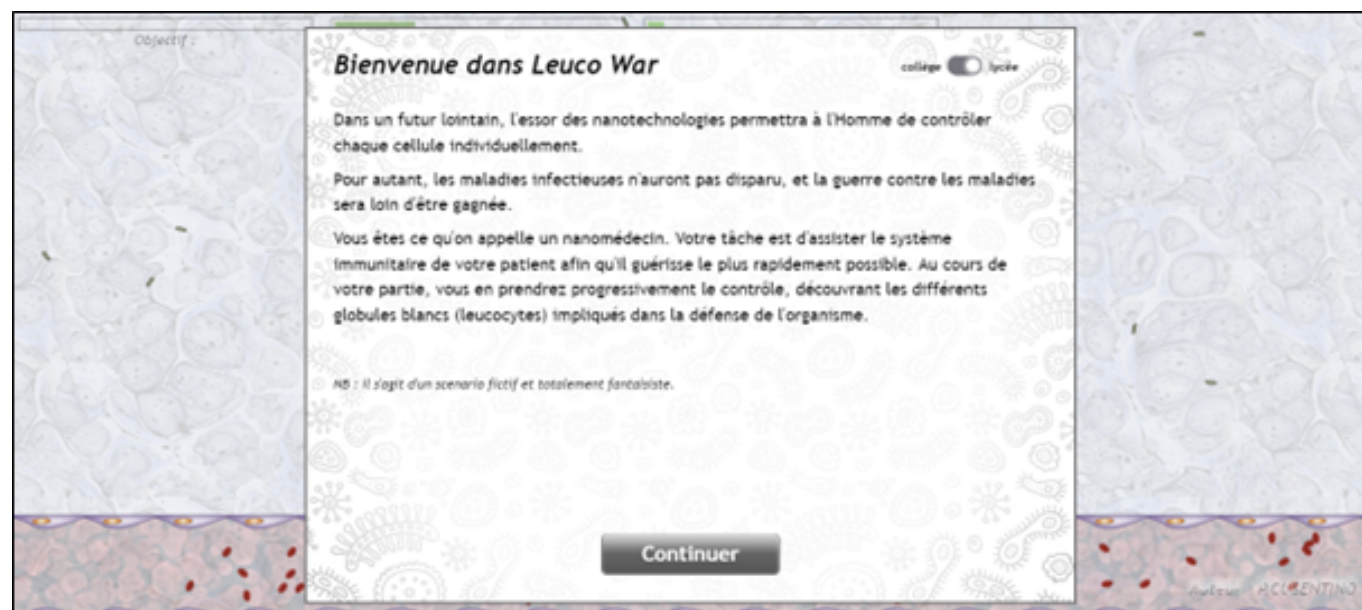 Objectif :
Bienvenue dans Leuco War
collège lycée
Dans un futur lointain, l'essor des nanotechnologies permettra à l'Homme de contrôler
chaque cellule individuellement.
Pour autant, les maladies infectieuses n'auront pas disparu, et la guerre contre les maladies
sera loin d'être gagnée.
Vous êtes ce qu'on appelle un nanomédecin. Votre tâche est d'assister le système
immunitaire de votre patient afin qu'il guérisse le plus rapidement possible. Au cours de
votre partie, vous en prendrez progressivement le contrôle, découvrant les différents
globules blancs (leucocytes) impliqués dans la défense de l'organisme.
NB : Il s'agit d'un scenario fictif et totalement fantaisiste.
Continuer
Auteur : P.COSENTINO